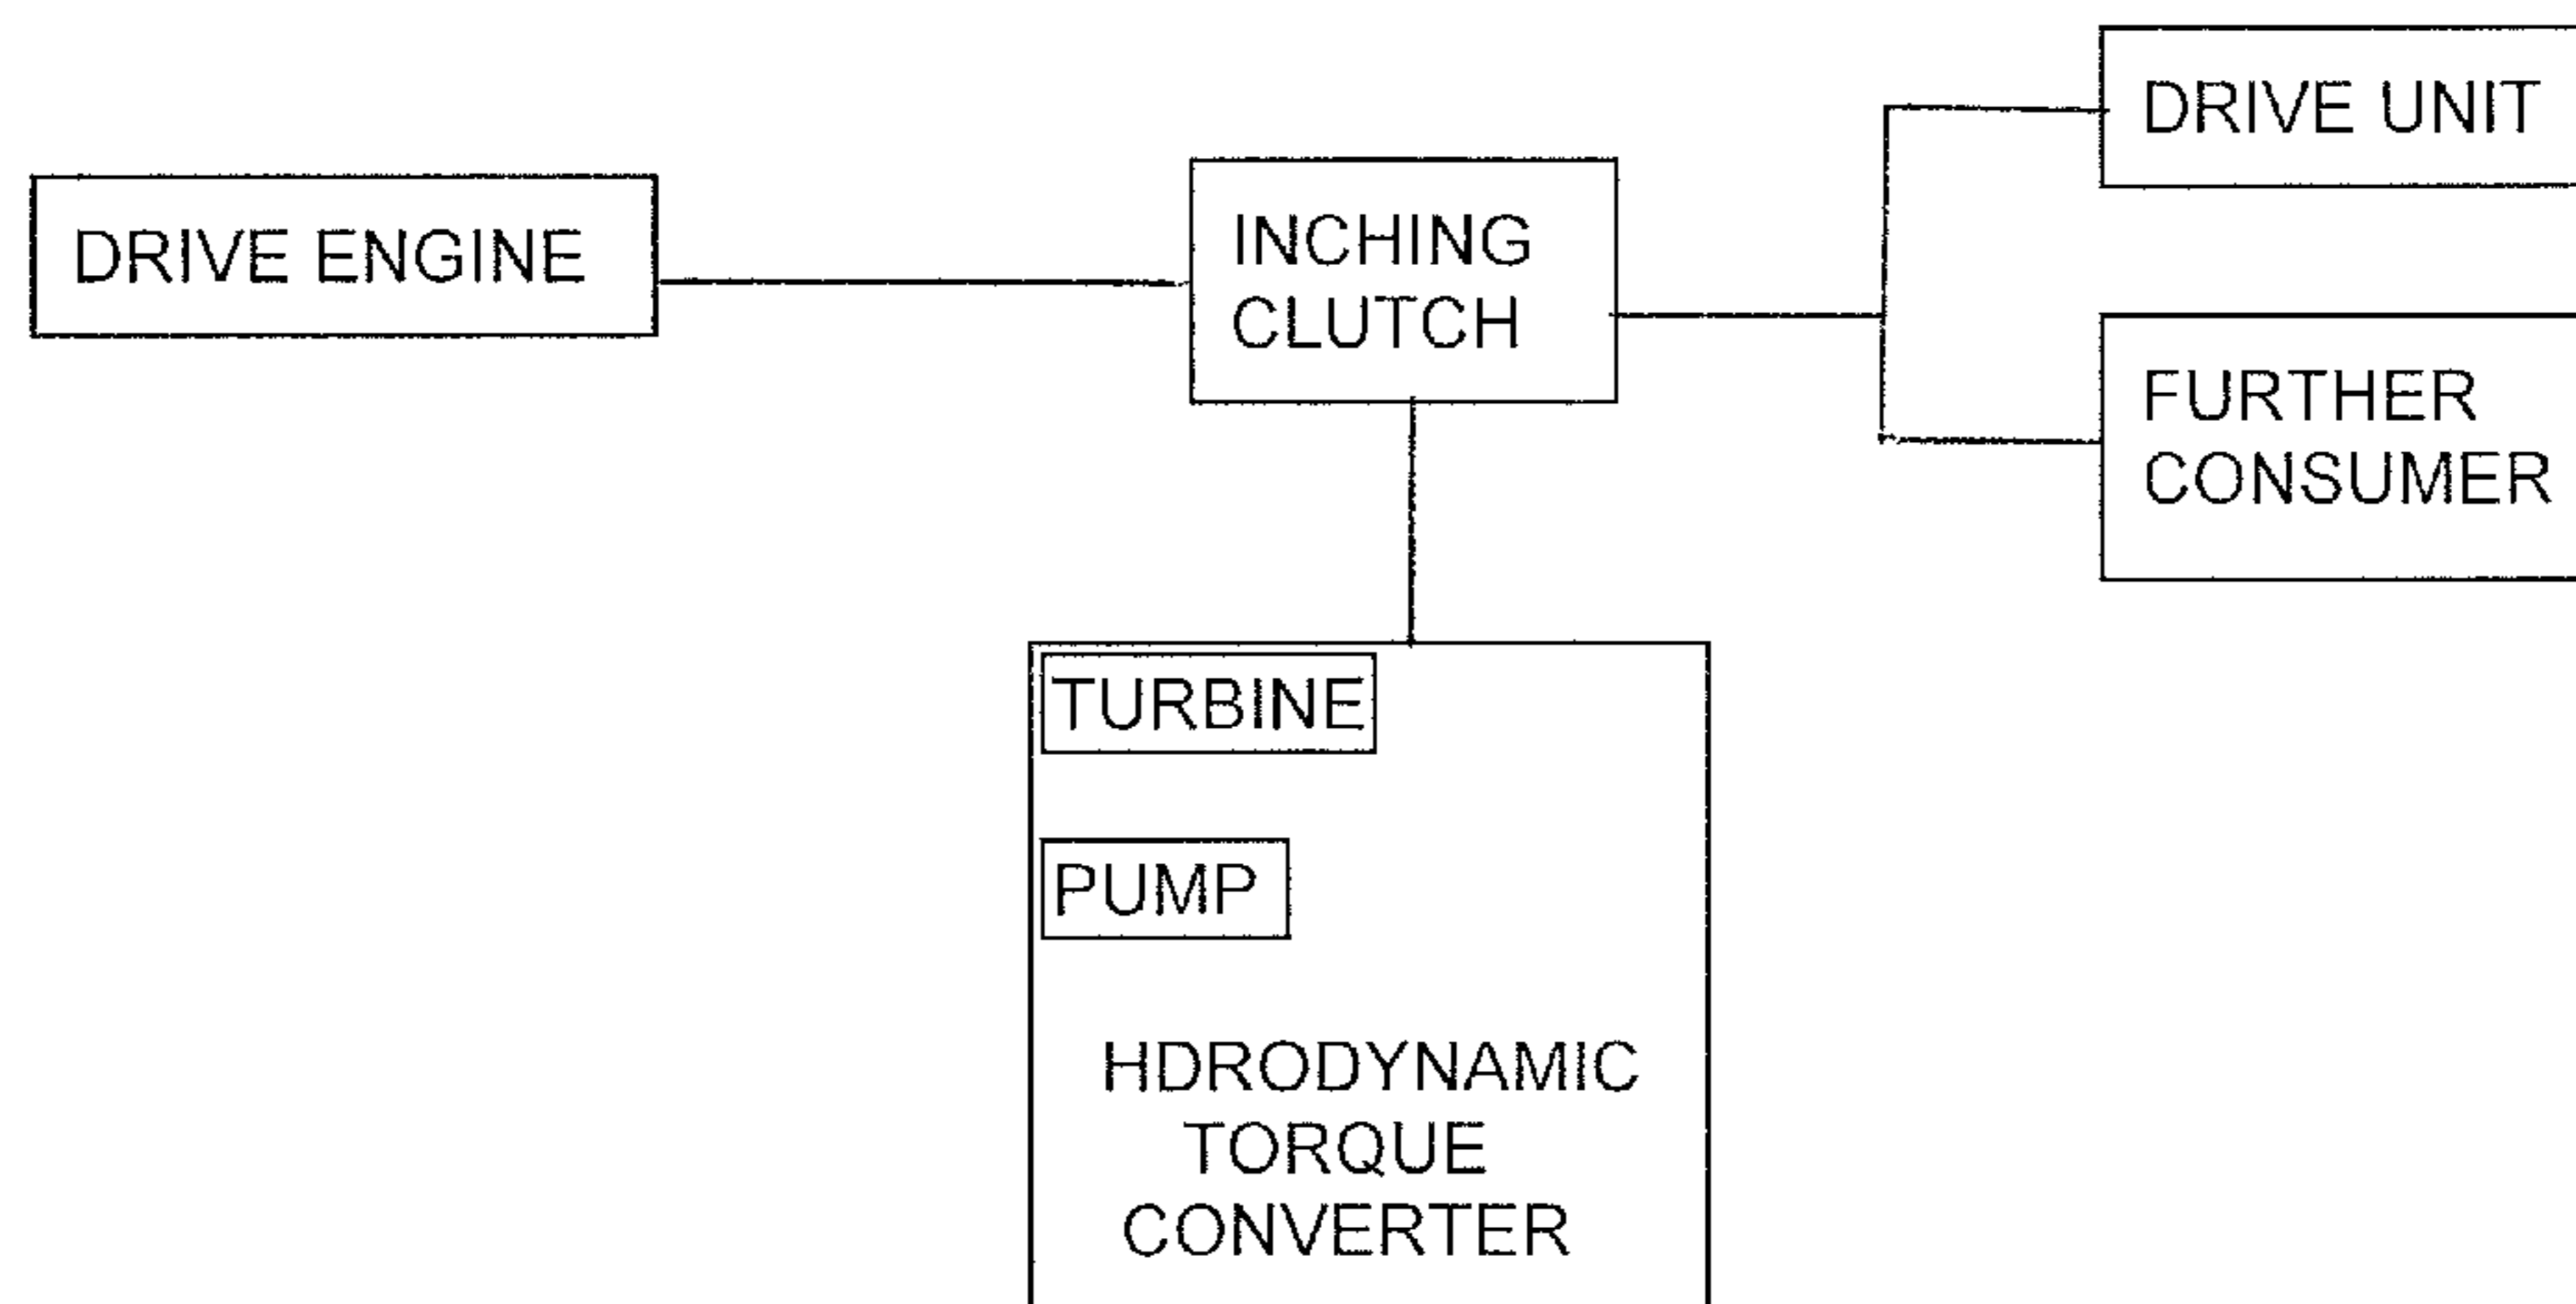 DRIVE ENGINE
INCHING
CLUTCH
DRIVE UNIT
FURTHER
CONSUMER
TURBINE
PUMP
HDRODYNAMIC
TORQUE
CONVERTER